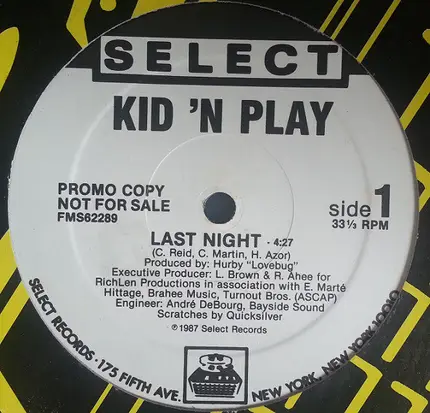 SELECT
KID 'N PLAY
PROMO COPY
NOT FOR SALE
FMS62289
side 1
33⅓ RPM
LAST NIGHT - 4:27
(C. Reid, C. Martin, H. Azor)
Produced by: Hurby "Lovebug"
Executive Producer: L. Brown & R. Ahee for
RichLen Productions in association with E. Marté
Hittage, Brahee Music, Turnout Bros. (ASCAP)
Engineer: André DeBourg, Bayside Sound
Scratches by Quicksilver
℗ 1987 Select Records
SELECT RECORDS · 175 FIFTH AVE. NEW YORK, NEW YORK 10010